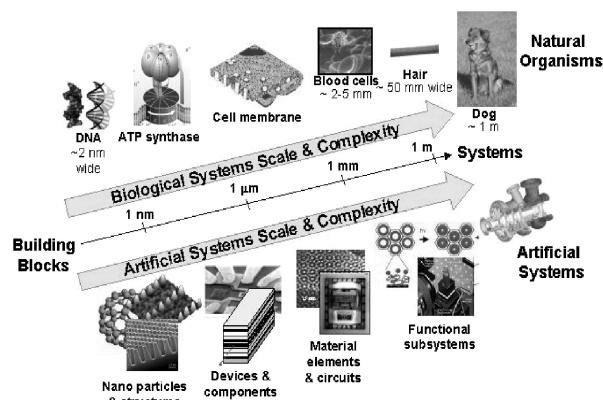 Natural
Organisms
Blood cells
~ 2-5 mm
Hair
~ 50 mm wide
Cell membrane
ATP synthase
DNA
~2 nm
wide
Dog
~ 1 m
Biological Systems Scale & Complexity
Systems
1 nm
1 μm
1 mm
1 m
Building
Blocks
Artificial Systems Scale & Complexity
Artificial
Systems
Functional
subsystems
Material
elements
& circuits
Devices &
components
Nano particles
& structures